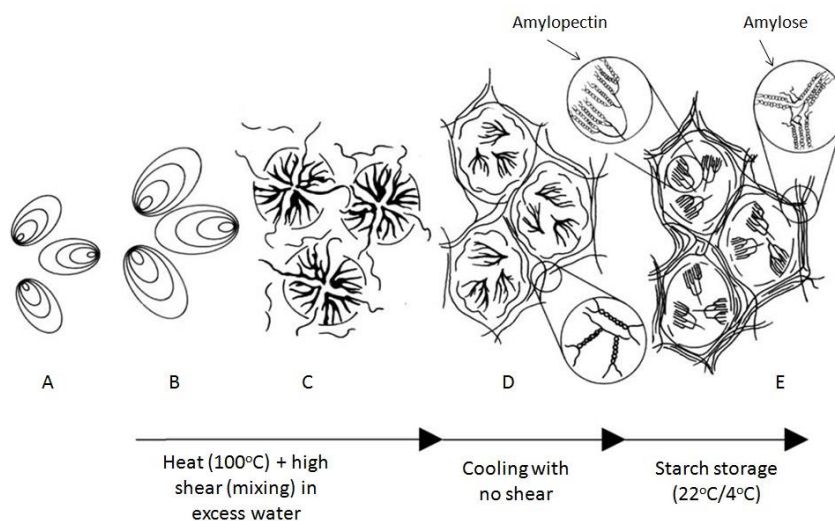 Amylopectin
Amylose
A
B
C
D
E
Heat (100°C) + high
shear (mixing) in
excess water
Cooling with
no shear
Starch storage
(22°C/4°C)